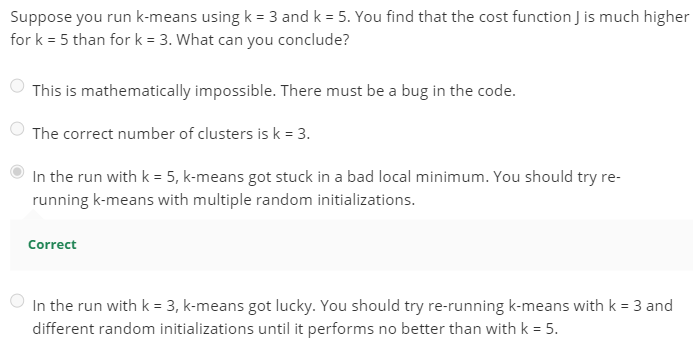 Suppose you run k-means using k = 3 and k = 5. You find that the cost function J is much higher
for k = 5 than for k = 3. What can you conclude?
This is mathematically impossible. There must be a bug in the code.
The correct number of clusters is k = 3.
In the run with k = 5, k-means got stuck in a bad local minimum. You should try re-
running k-means with multiple random initializations.
Correct
In the run with k = 3, k-means got lucky. You should try re-running k-means with k = 3 and
different random initializations until it performs no better than with k = 5.